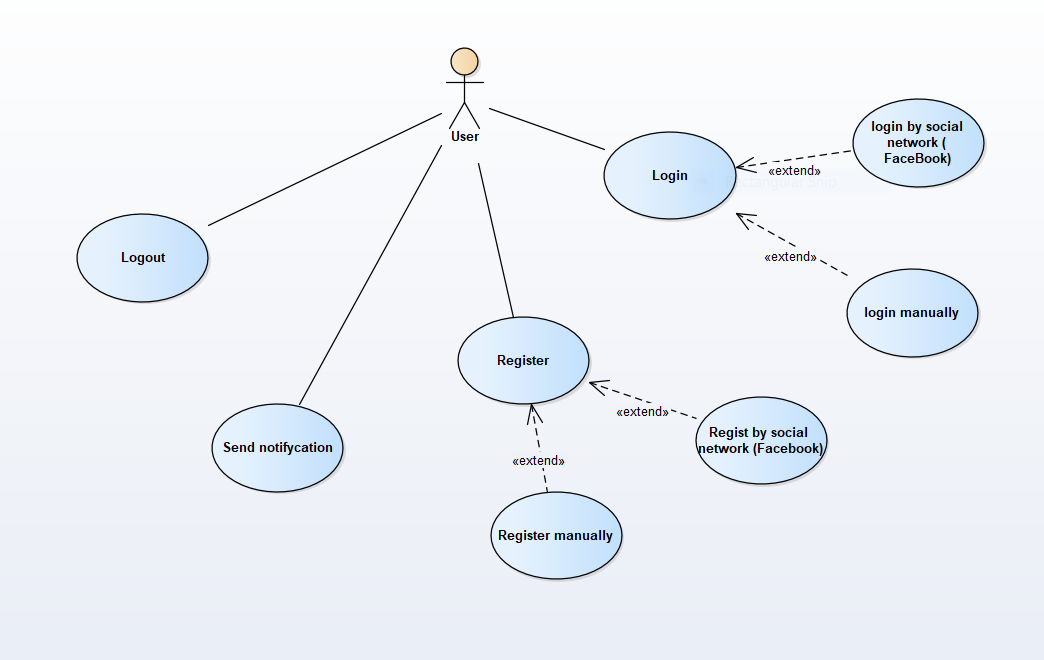 User
login by social
network (
FaceBook)
«extend»
Login
«extend»
Logout
login manually
Register
«extend»
Regist by social
network (Facebook)
Send notifycation
«extend»
Register manually